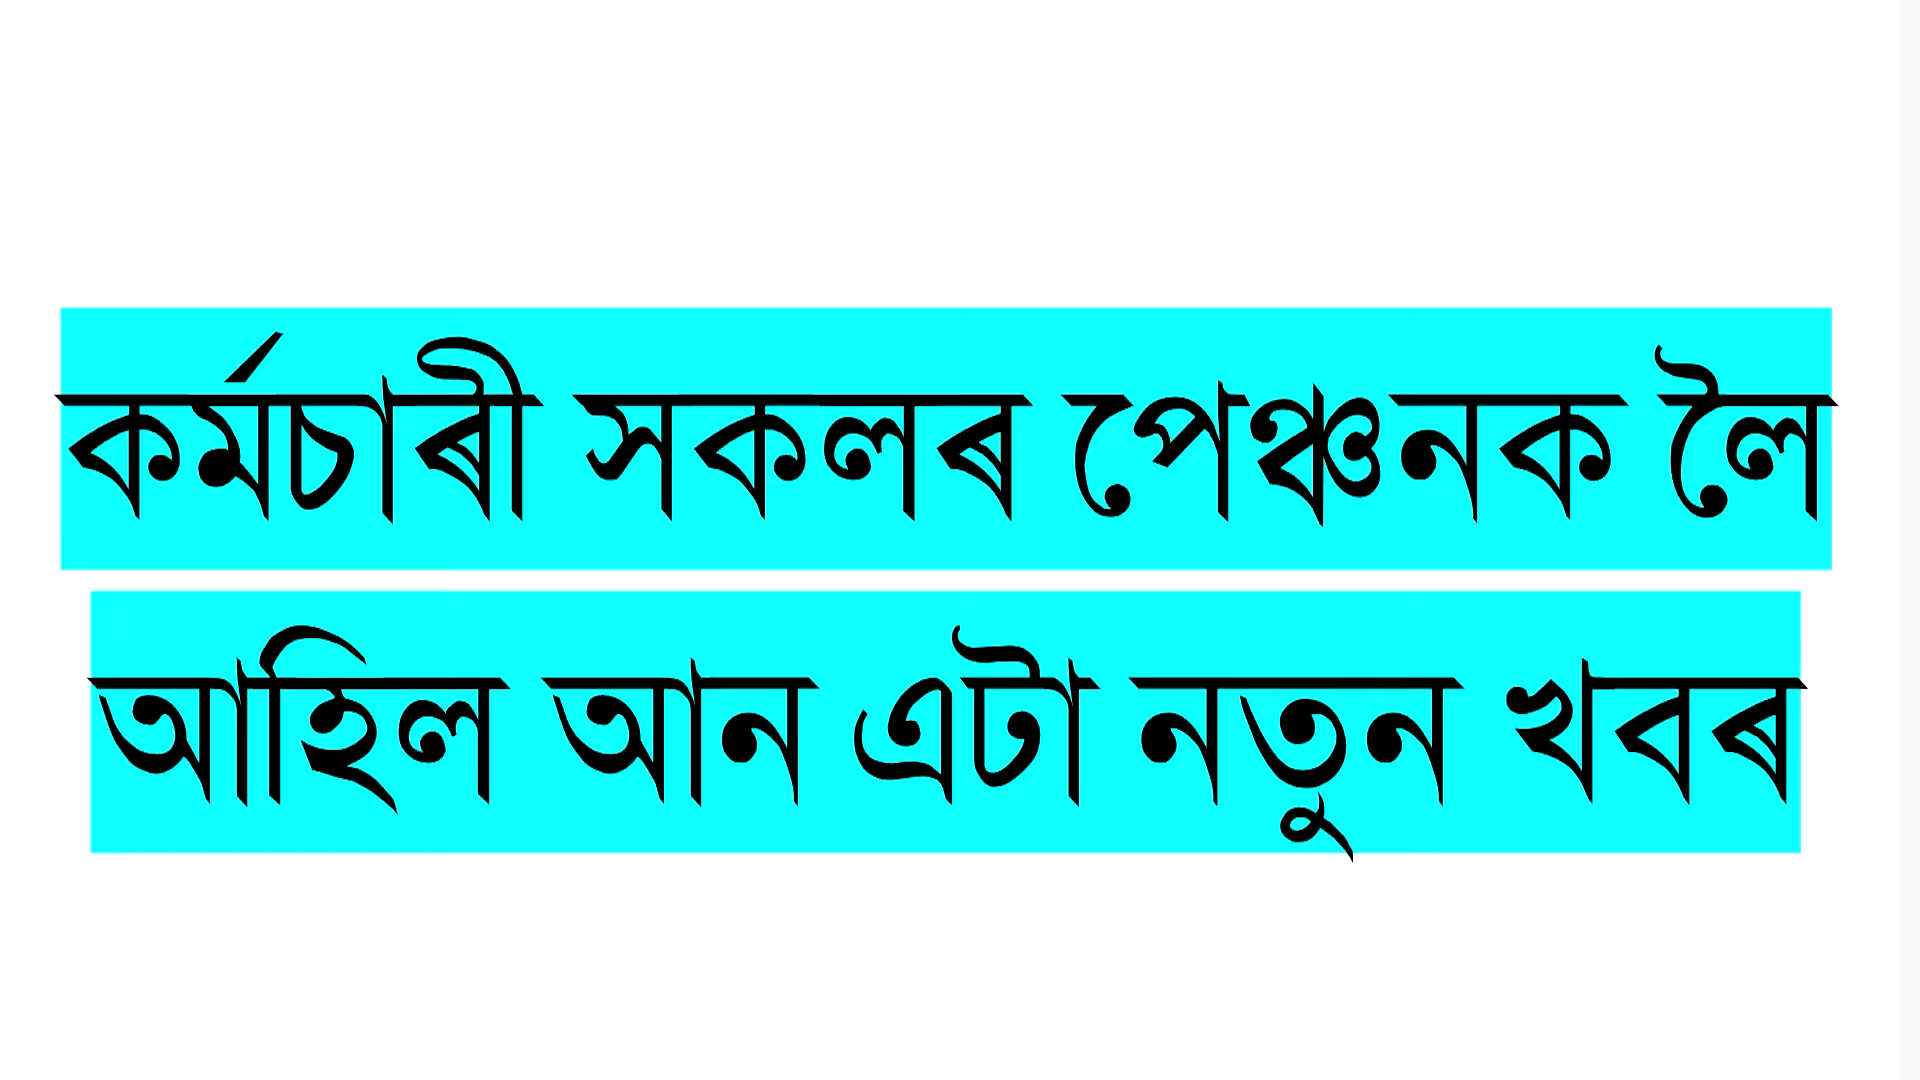 কৰ্মচাৰী সকলৰ পেঞ্চনক লৈ
আহিল আন এটা নতুন খবৰ